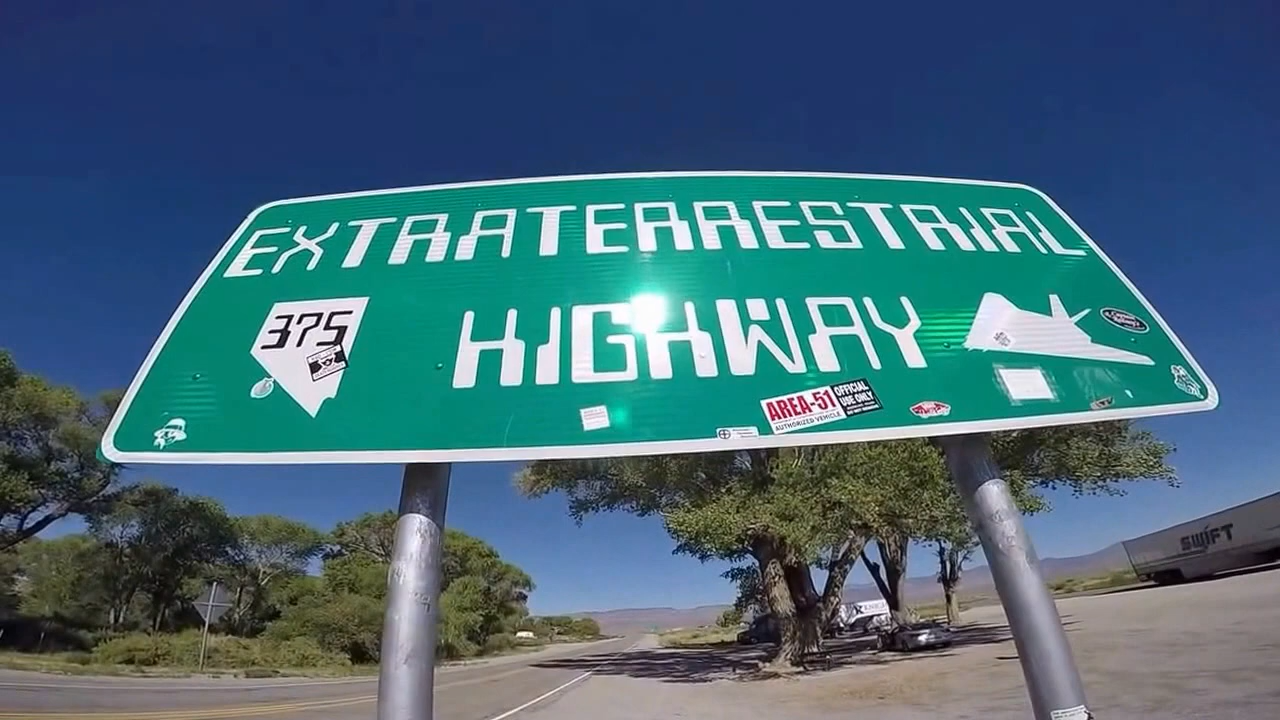 EXTRATERRESTRIAL
HIGHWAY
375
AREA-51
AUTHORIZED VEHICLE
OFFICIAL
USE ONLY
SWIFT